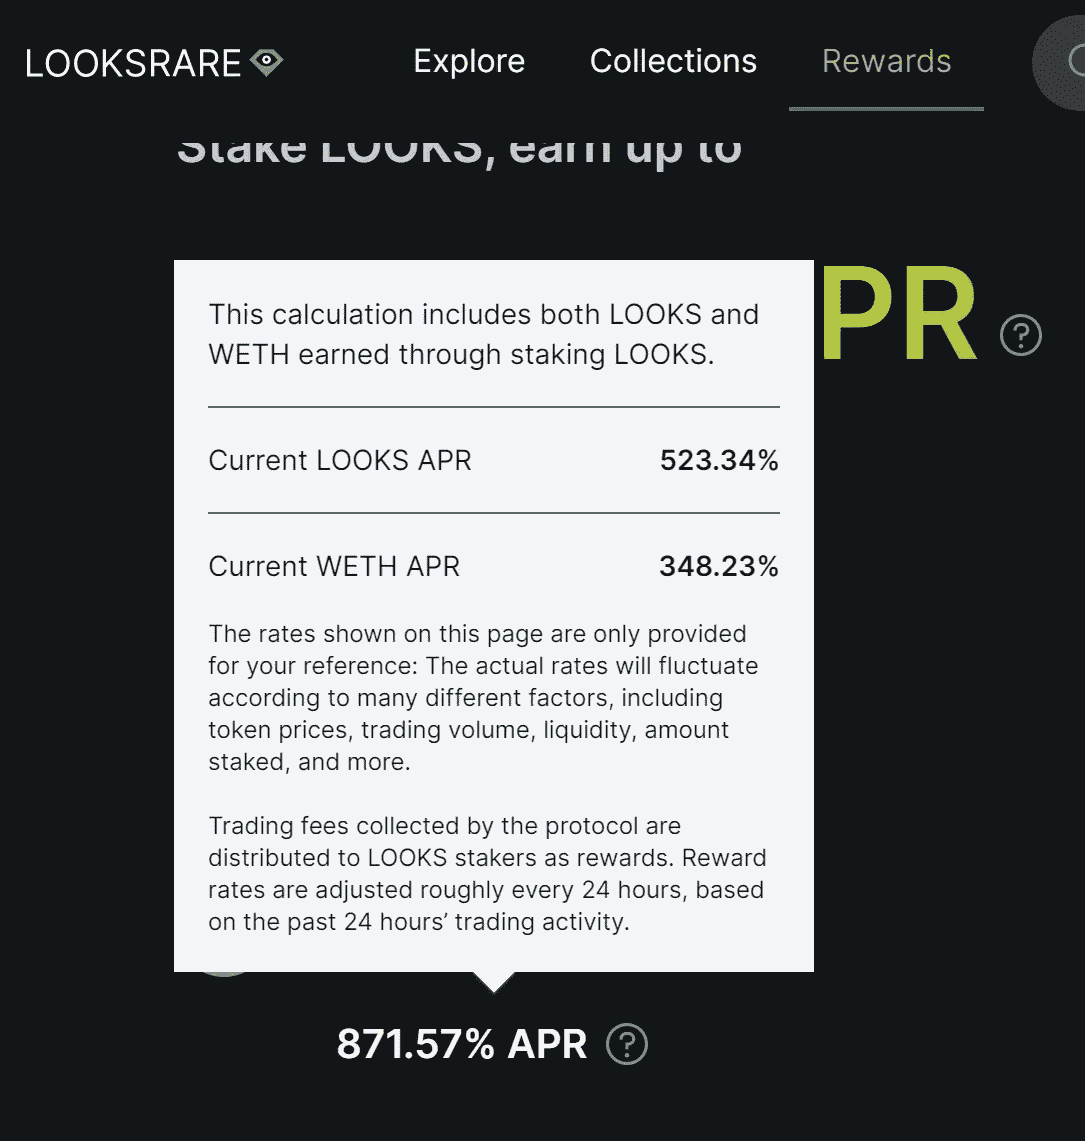 LOOKSRARE
Explore
Collections
Rewards
Stake LOOKS, earn up to
PR
?
This calculation includes both LOOKS and
WETH earned through staking LOOKS.
Current LOOKS APR 523.34%
Current WETH APR 348.23%
The rates shown on this page are only provided
for your reference: The actual rates will fluctuate
according to many different factors, including
token prices, trading volume, liquidity, amount
staked, and more.
Trading fees collected by the protocol are
distributed to LOOKS stakers as rewards. Reward
rates are adjusted roughly every 24 hours, based
on the past 24 hours’ trading activity.
871.57% APR ?